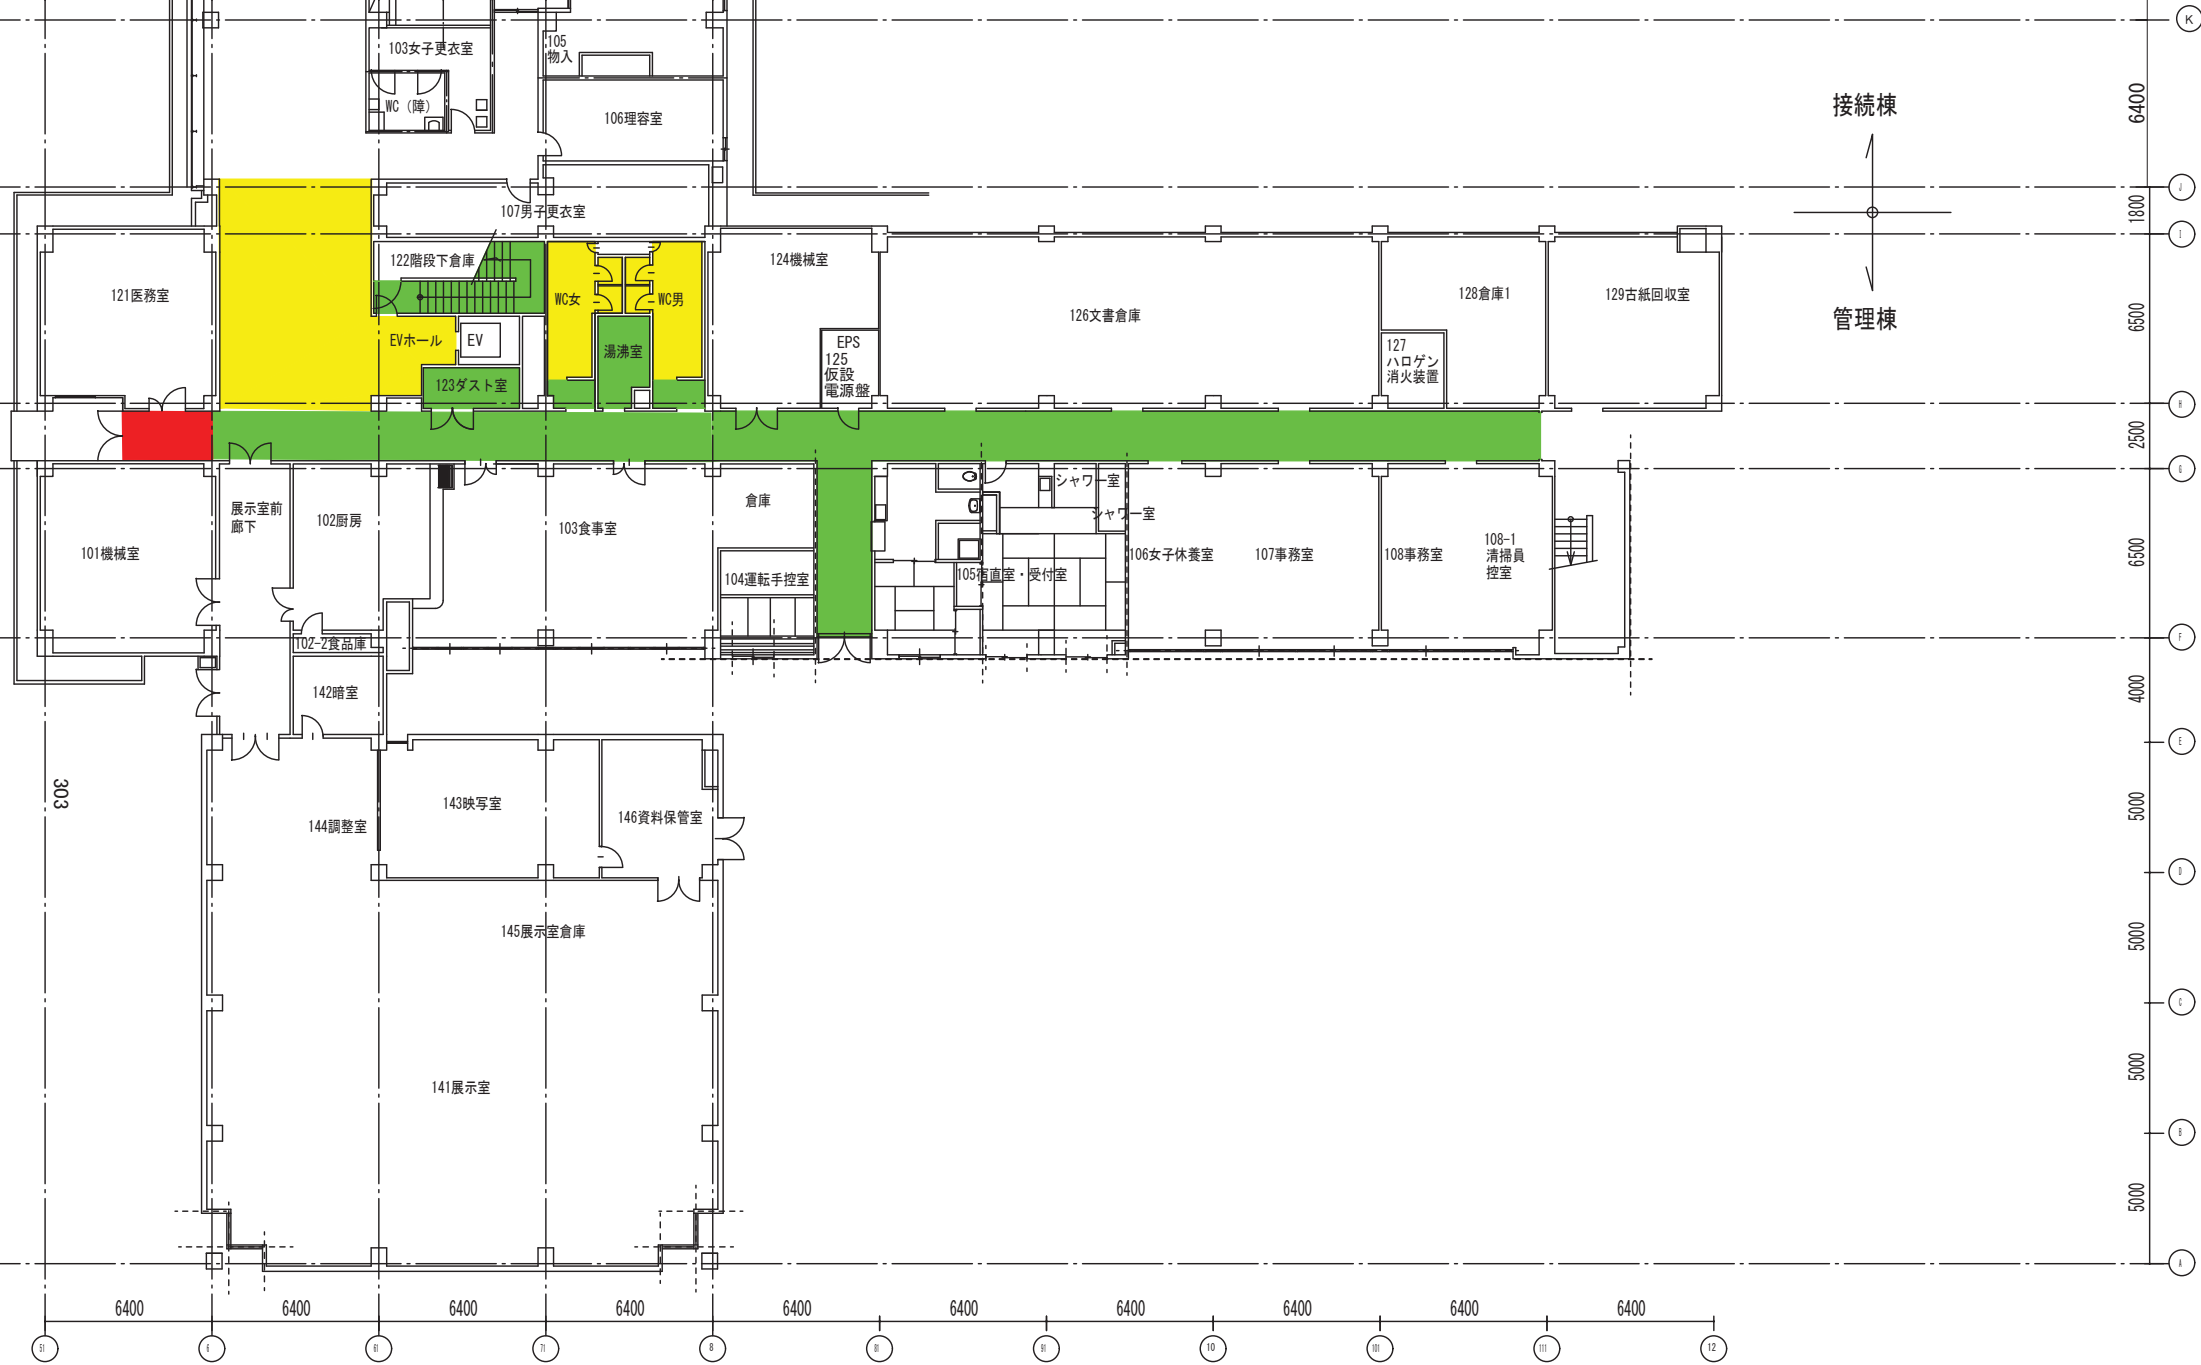 K
103女子更衣室
105
物入
WC（障）
106理容室
接続棟
6400
J
107男子更衣室
1800
I
122階段下倉庫
124機械室
121医務室
WC女
WC男
126文書倉庫
128倉庫1
129古紙回収室
管理棟
6500
EVホール
EV
湯沸室
EPS
125
仮設
電源盤
127
ハロゲン
消火装置
123ダスト室
H
2500
G
展示室前
廊下
102厨房
103食事室
倉庫
シャワー室
シャワー室
101機械室
104運転手控室
105宿直室・受付室
106女子休養室
107事務室
108事務室
108-1
清掃員
控室
6500
102-2食品庫
F
142暗室
4000
E
303
143映写室
146資料保管室
144調整室
5000
D
145展示室倉庫
5000
C
141展示室
5000
B
5000
A
6400
6400
6400
6400
6400
6400
6400
6400
6400
6400
51
6
61
71
8
81
91
10
101
111
12